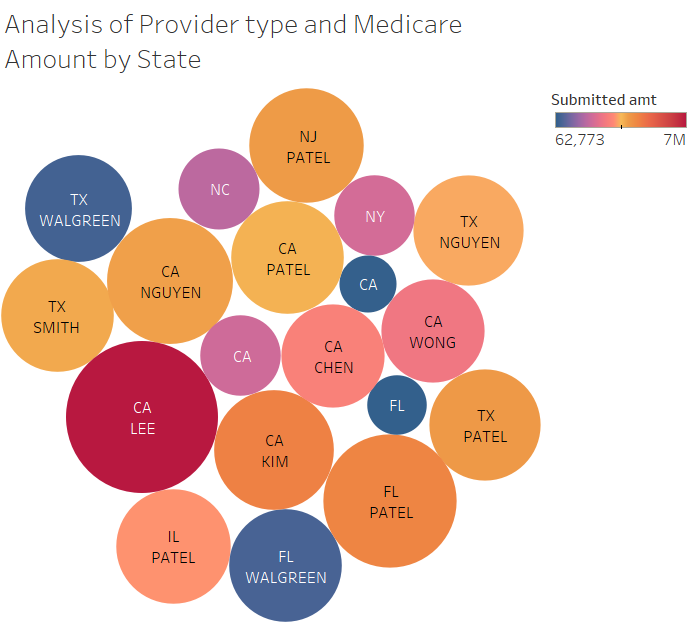 Analysis of Provider type and Medicare
Amount by State
Submitted amt
62,773
7M
NJ
PATEL
NC
TX
WALGREEN
NY
TX
NGUYEN
CA
PATEL
CA
NGUYEN
CA
TX
SMITH
CA
WONG
CA
CHEN
CA
CA
LEE
FL
TX
PATEL
CA
KIM
FL
PATEL
IL
PATEL
FL
WALGREEN